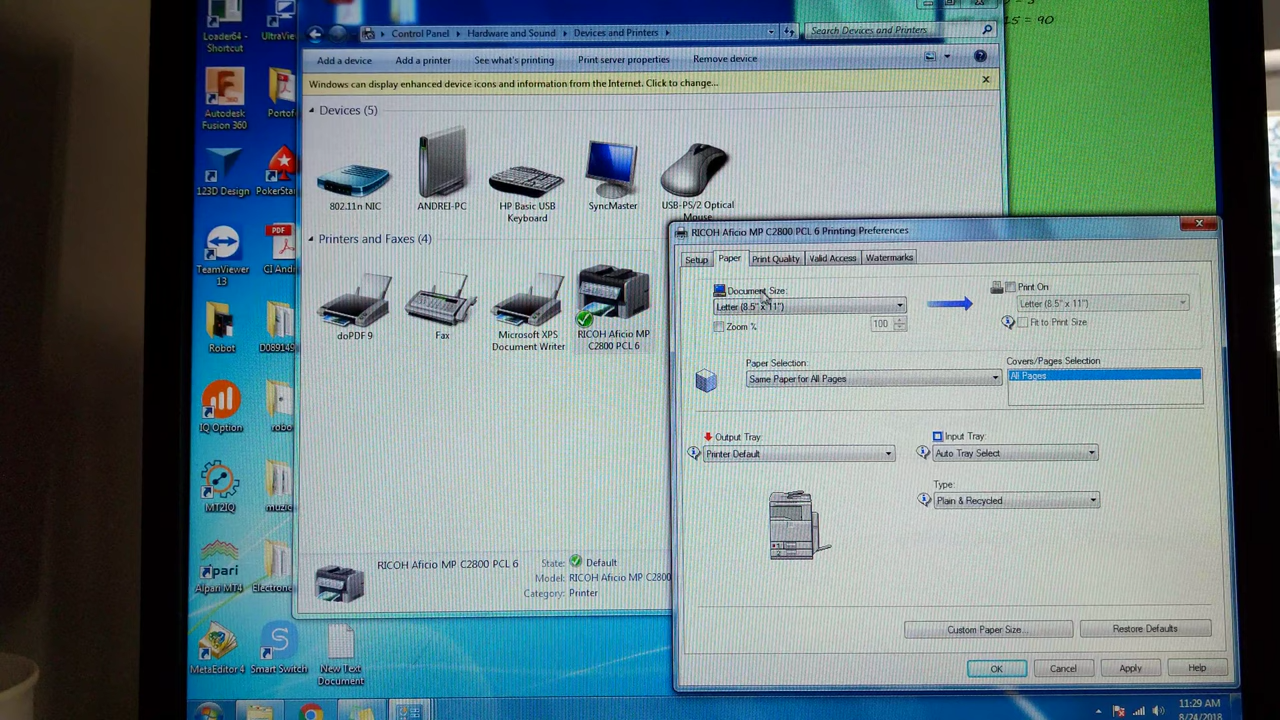 Loader64 -
Shortcut
Autodesk
Fusion 360
123D Design
PokerSta
TeamViewer
13
PDF
CI And
Robot
D089149
IQ Option
robo
MT2IQ
muzic
alpari
Alpari MT4
Electrone
MetaEditor 4
Smart Switch
New Text
Document
15 = 90
Control Panel
Hardware and Sound
Devices and Printers
Search Devices and Printers
Add a device
Add a printer
See what's printing
Print server properties
Remove device
Windows can display enhanced device icons and information from the Internet. Click to change...
Devices (5)
802.11n NIC
ANDREI-PC
HP Basic USB
Keyboard
SyncMaster
USB-PS/2 Optical
Mouse
Printers and Faxes (4)
doPDF 9
Fax
Microsoft XPS
Document Writer
RICOH Aficio MP
C2800 PCL 6
RICOH Aficio MP C2800 PCL 6
State: Default
Model: RICOH Aficio MP C2800
Category: Printer
RICOH Aficio MP C2800 PCL 6 Printing Preferences
Setup
Paper
Print Quality
Valid Access
Watermarks
Document Size:
Letter (8.5" x 11")
Zoom %
100
Print On
Letter (8.5" x 11")
Fit to Print Size
Paper Selection:
Same Paper for All Pages
Covers/Pages Selection
All Pages
Output Tray:
Printer Default
Input Tray:
Auto Tray Select
Type:
Plain & Recycled
Custom Paper Size...
Restore Defaults
OK
Cancel
Apply
Help
11:29 AM
8/24/2018